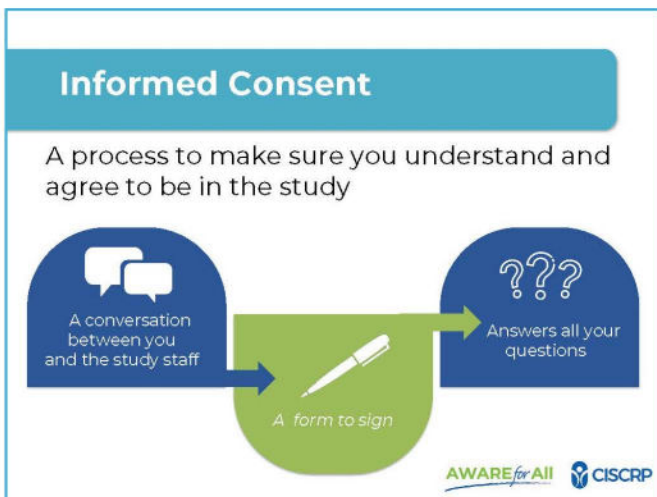 Informed Consent
A process to make sure you understand and
agree to be in the study
A conversation
between you
and the study staff
A form to sign
???
Answers all your
questions
AWARE for All
CISCRP